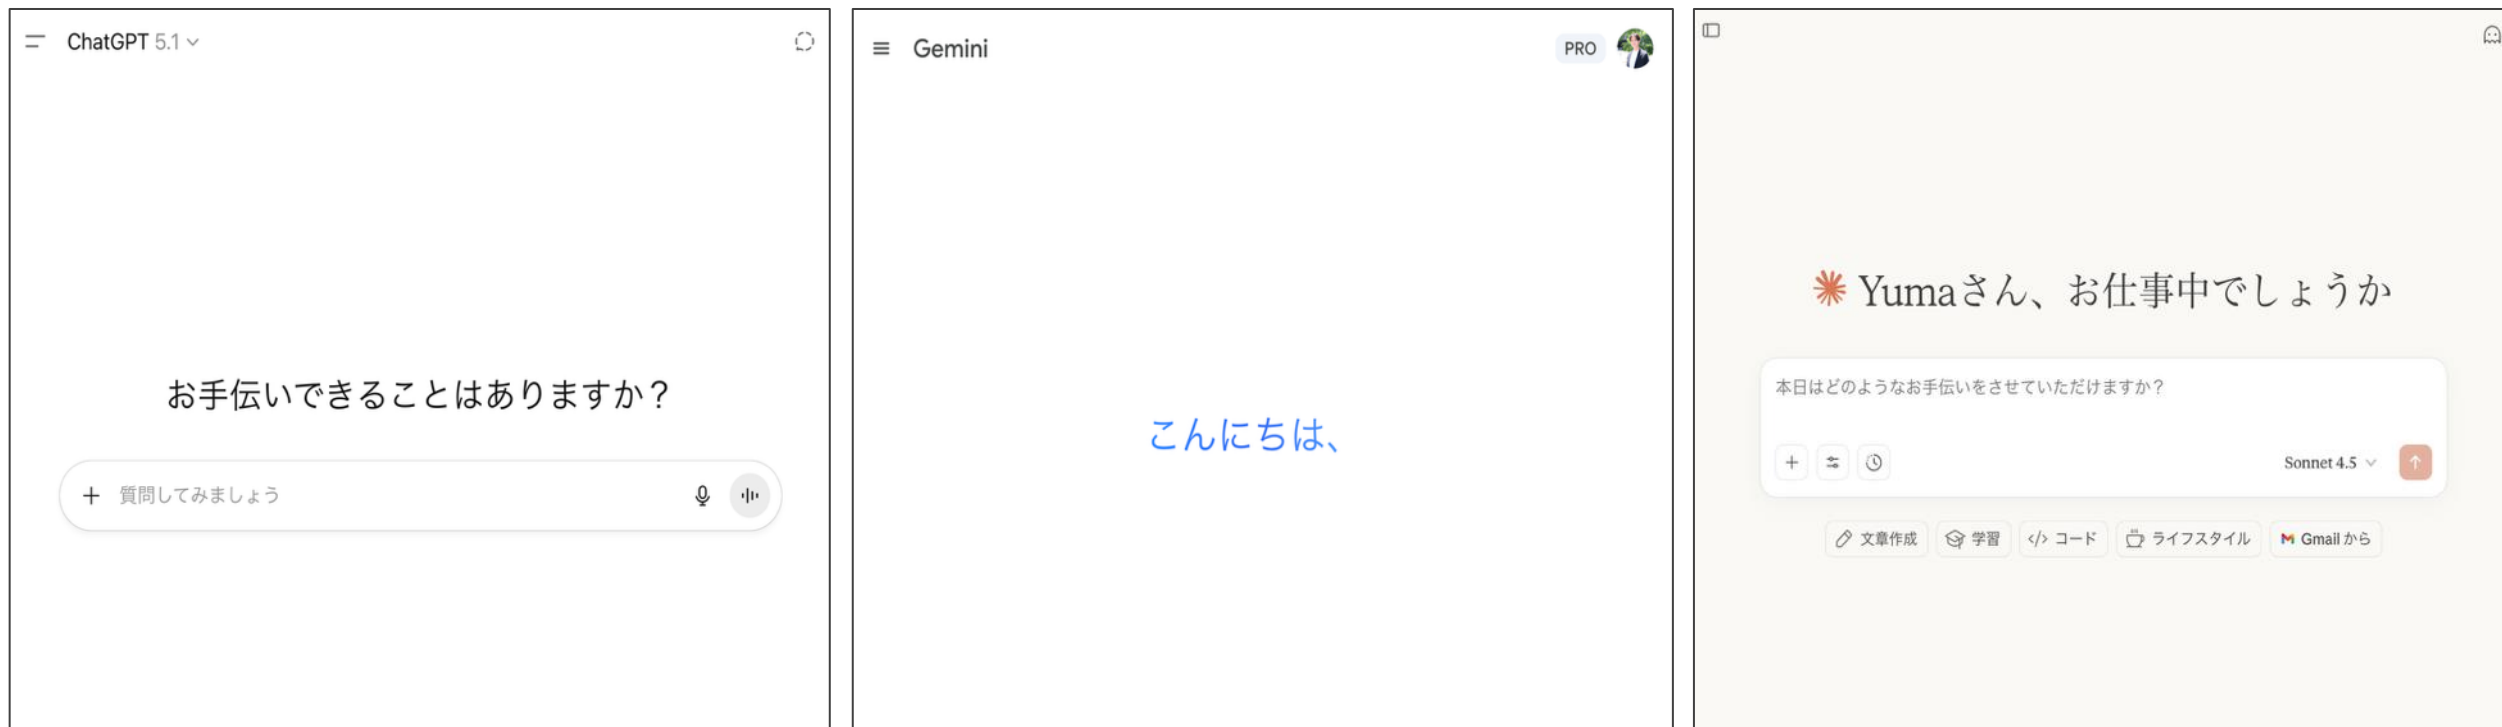 ChatGPT 5.1
お手伝いできることはありますか？
質問してみましょう
Gemini
PRO
こんにちは、
Yumaさん、お仕事中でしょうか
本日はどのようなお手伝いをさせていただけますか？
Sonnet 4.5
文章作成
学習
</> コード
ライフスタイル
Gmail から